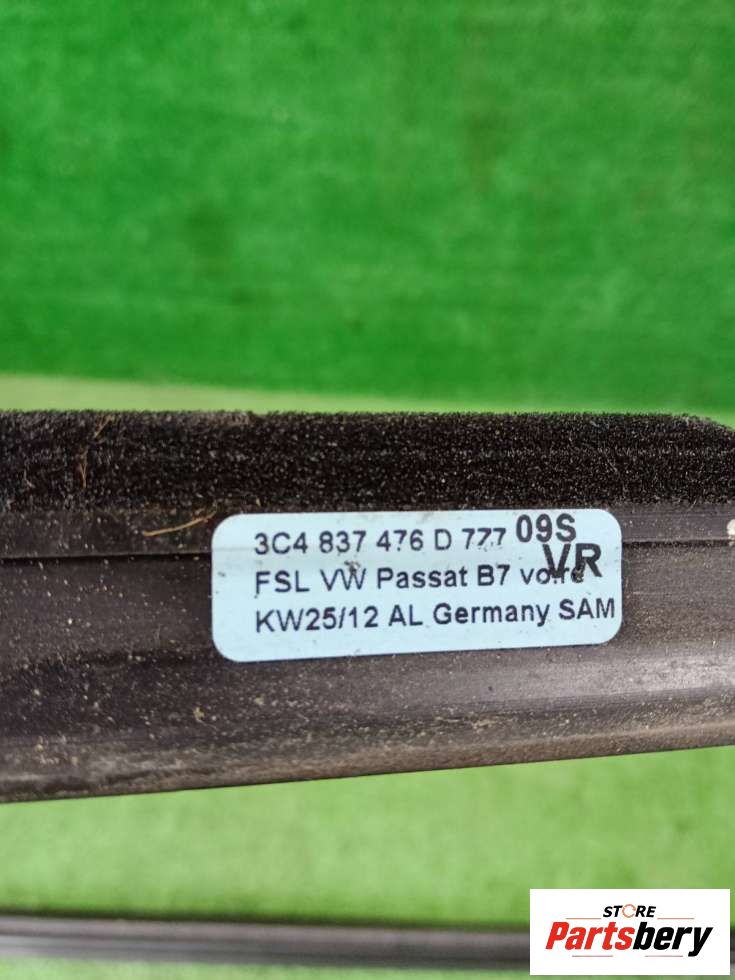 3C4 837 476 D 777 09S
FSL VW Passat B7 VR
KW25/12 AL Germany SAM
STORE
Partsbery